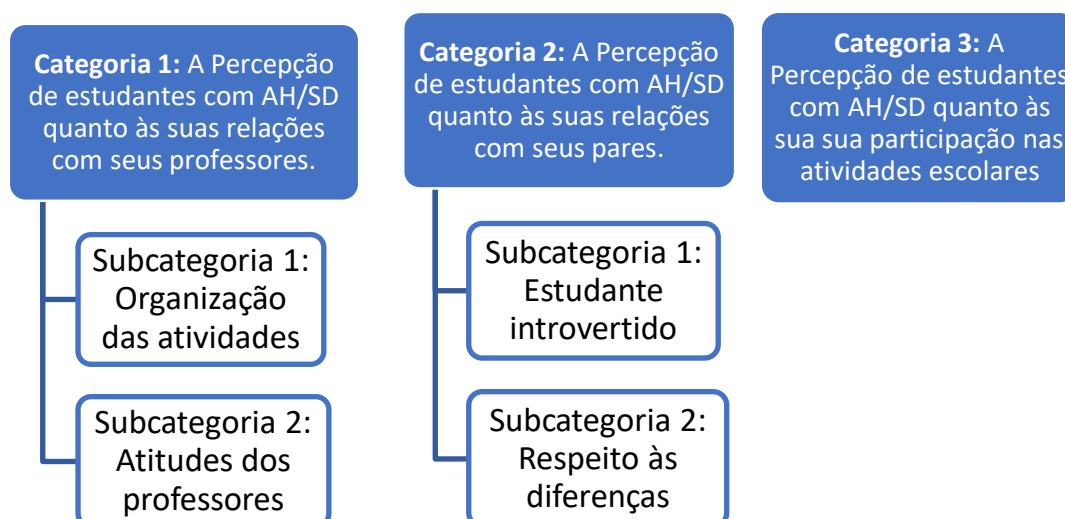 Categoria 1: A Percepção
de estudantes com AH/SD
quanto às suas relações
com seus professores.
Subcategoria 1:
Organização
das atividades
Subcategoria 2:
Atitudes dos
professores
Categoria 2: A Percepção
de estudantes com AH/SD
quanto às suas relações
com seus pares.
Subcategoria 1:
Estudante
introvertido
Subcategoria 2:
Respeito às
diferenças
Categoria 3: A
Percepção de estudantes
com AH/SD quanto às
sua sua participação nas
atividades escolares